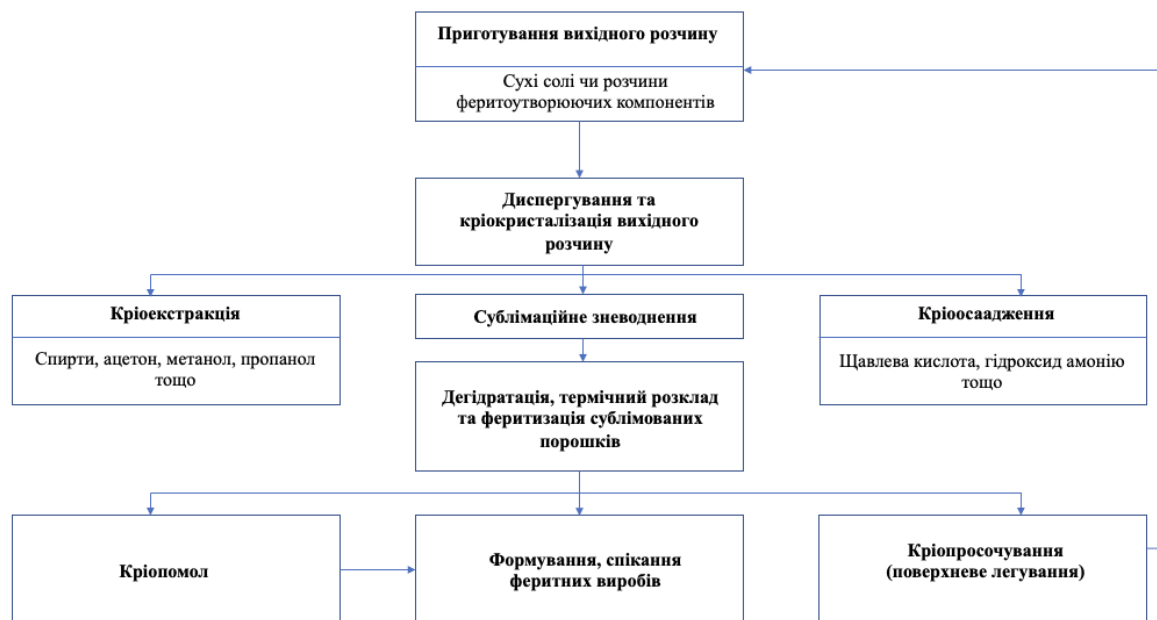 Приготування вихідного розчину
Сухі солі чи розчини
феритоутворюючих компонентів
Диспергування та
кріокристалізація вихідного
розчину
Кріоекстракція
Спирти, ацетон, метанол, пропанол
тощо
Сублімаційне зневоднення
Кріоосаадження
Щавлева кислота, гідроксид амонію
тощо
Дегідратація, термічний розклад
та феритизація сублімованих
порошків
Кріопомол
Формування, спікання
феритних виробів
Кріопросочування
(поверхневе легування)